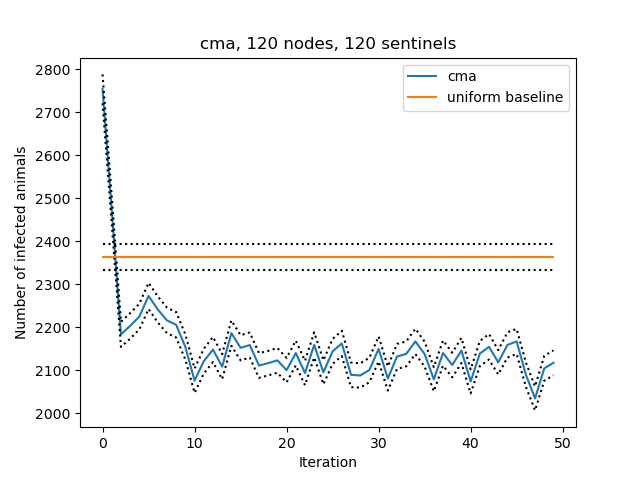 cma, 120 nodes, 120 sentinels
cma
uniform baseline
Number of infected animals
2800
2700
2600
2500
2400
2300
2200
2100
2000
0 10 20 30 40 50
Iteration